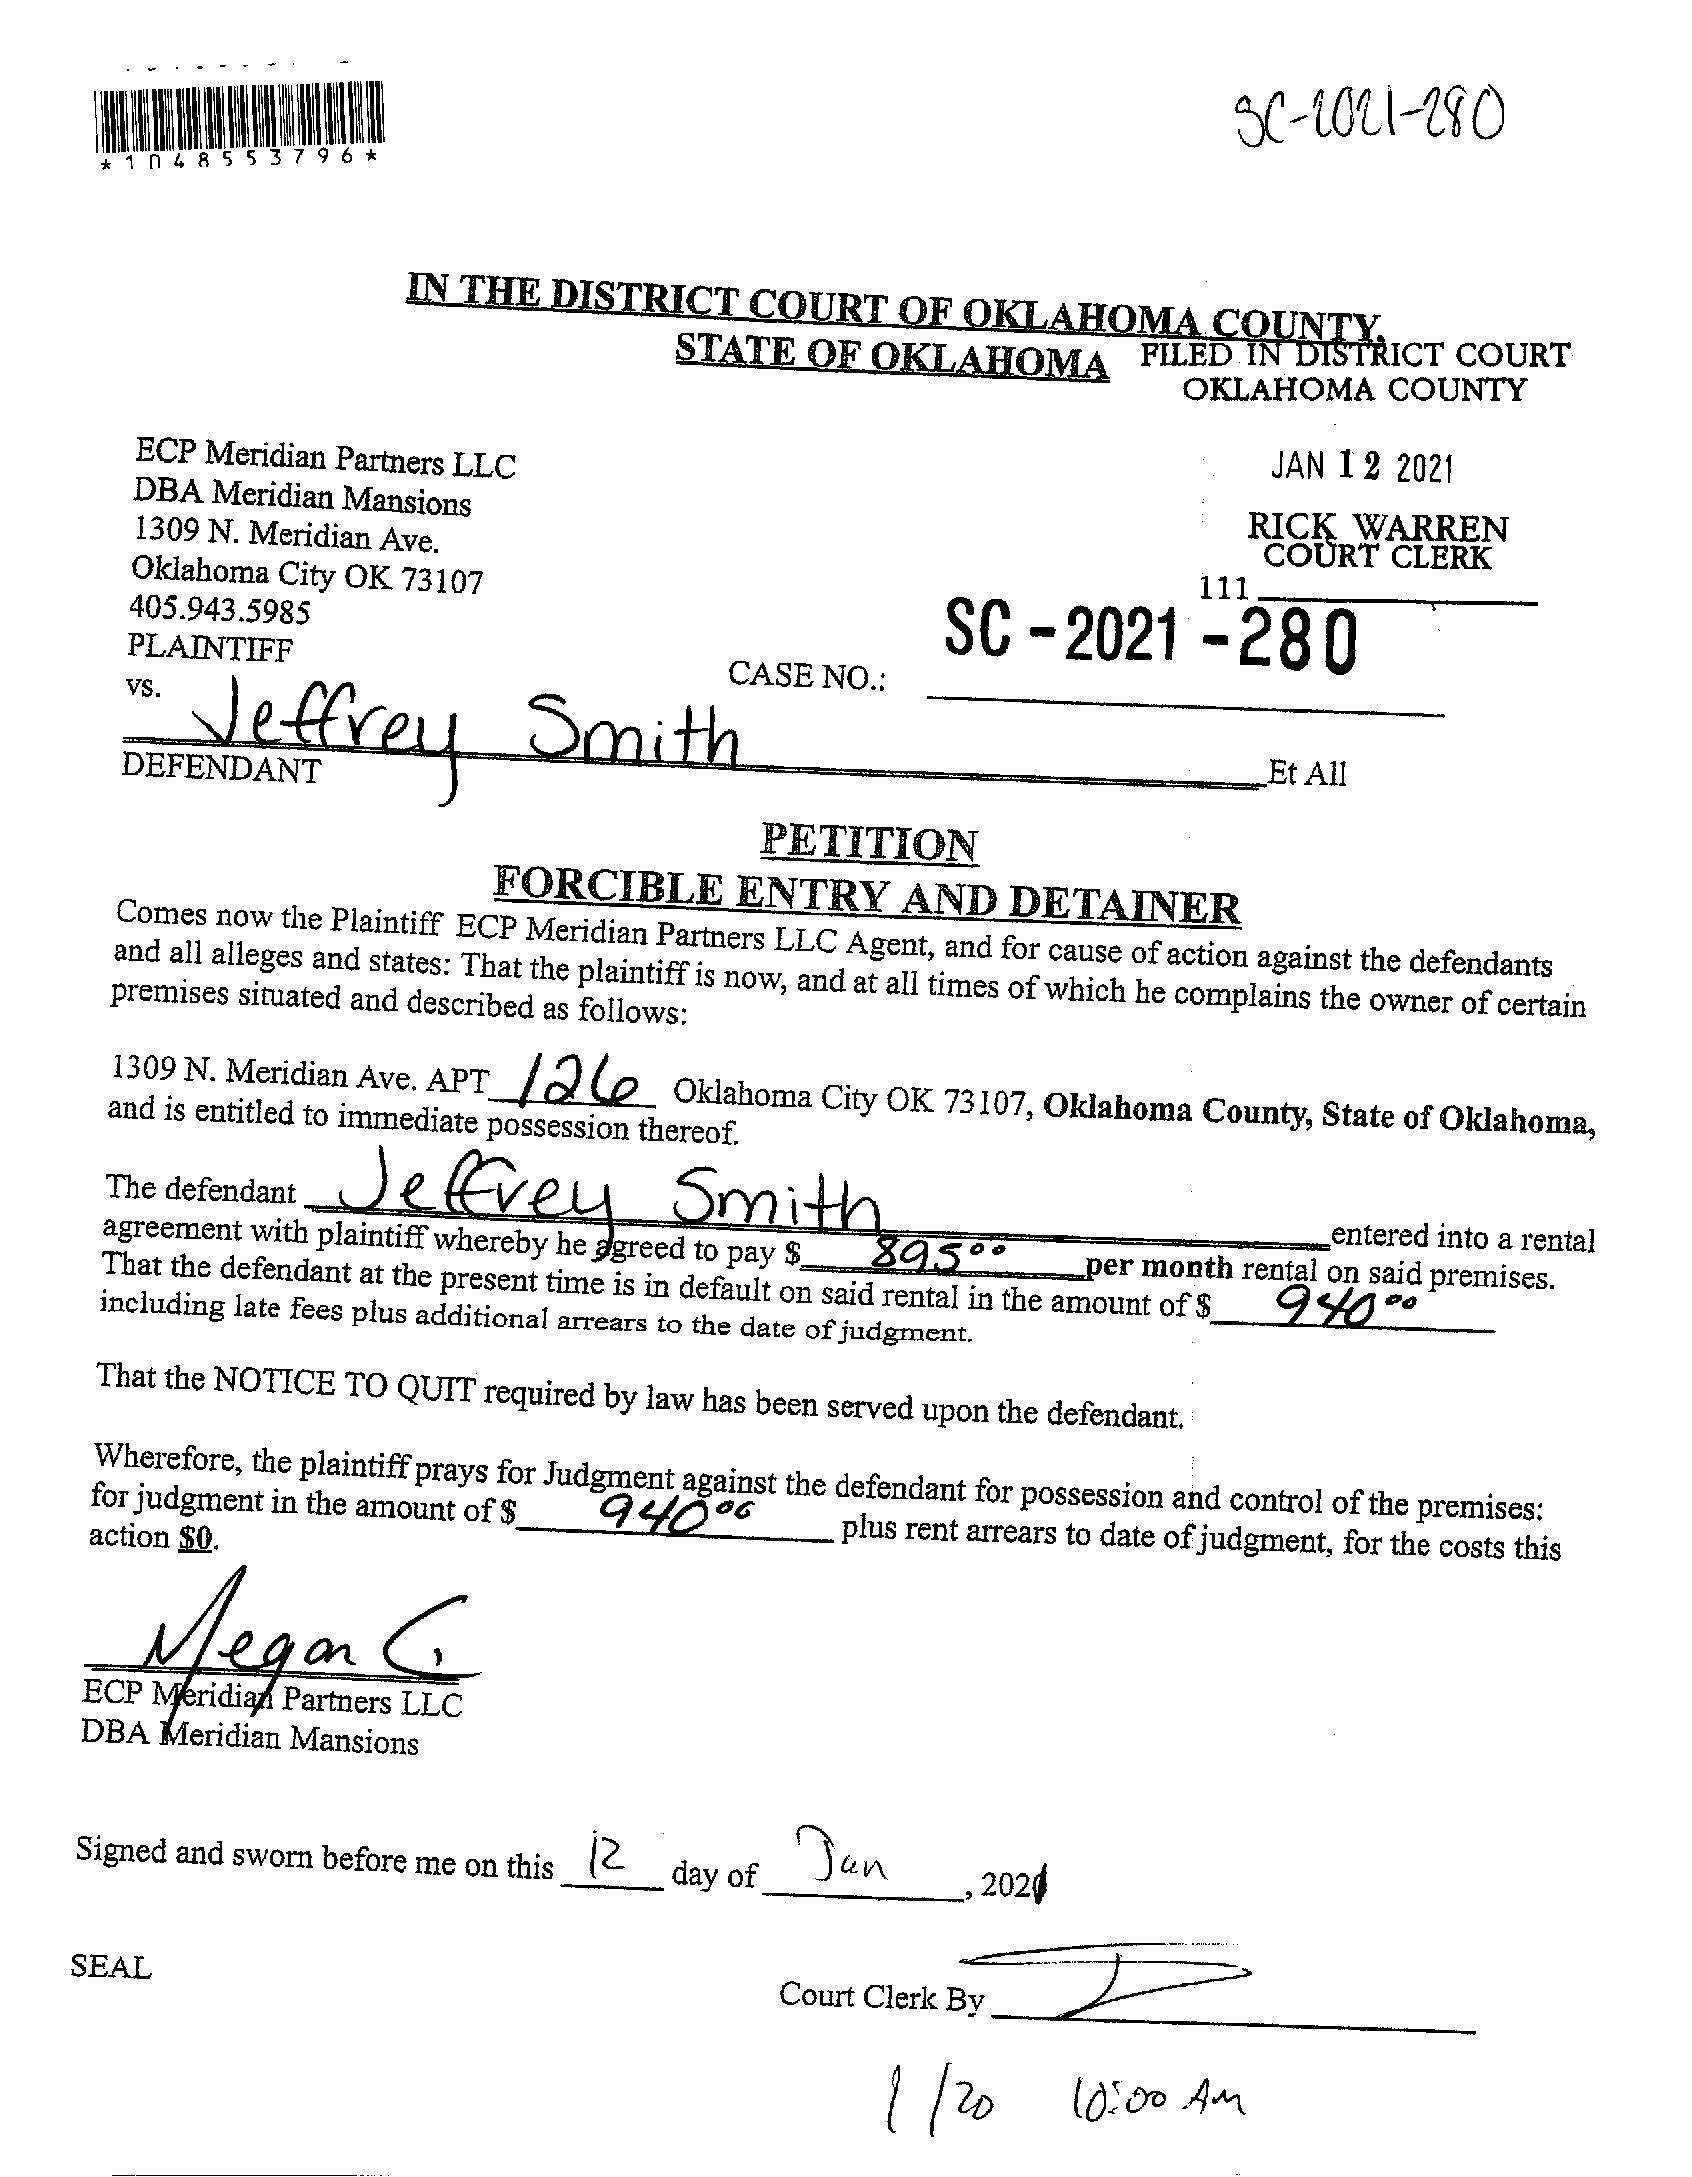 SC-2021-280
*1048553796*
IN THE DISTRICT COURT OF OKLAHOMA COUNTY,
STATE OF OKLAHOMA
FILED IN DISTRICT COURT
OKLAHOMA COUNTY
JAN 12 2021
RICK WARREN
COURT CLERK
111
ECP Meridian Partners LLC
DBA Meridian Mansions
1309 N. Meridian Ave.
Oklahoma City OK 73107
405.943.5985
PLAINTIFF
vs.
CASE NO.: SC-2021-280
Jeffrey Smith Et All
DEFENDANT
PETITION
FORCIBLE ENTRY AND DETAINER
Comes now the Plaintiff ECP Meridian Partners LLC Agent, and for cause of action against the defendants
and all alleges and states: That the plaintiff is now, and at all times of which he complains the owner of certain
premises situated and described as follows:
1309 N. Meridian Ave. APT 126 Oklahoma City OK 73107, Oklahoma County, State of Oklahoma,
and is entitled to immediate possession thereof.
The defendant Jeffrey Smith entered into a rental
agreement with plaintiff whereby he agreed to pay $ 895.00 per month rental on said premises.
That the defendant at the present time is in default on said rental in the amount of $ 940.00
including late fees plus additional arrears to the date of judgment.
That the NOTICE TO QUIT required by law has been served upon the defendant.
Wherefore, the plaintiff prays for Judgment against the defendant for possession and control of the premises:
for judgment in the amount of $ 940.00 plus rent arrears to date of judgment, for the costs this
action $0.
Megan C.
ECP Meridian Partners LLC
DBA Meridian Mansions
Signed and sworn before me on this 12 day of Jan, 2021
SEAL
Court Clerk By
1/20 10:00 AM